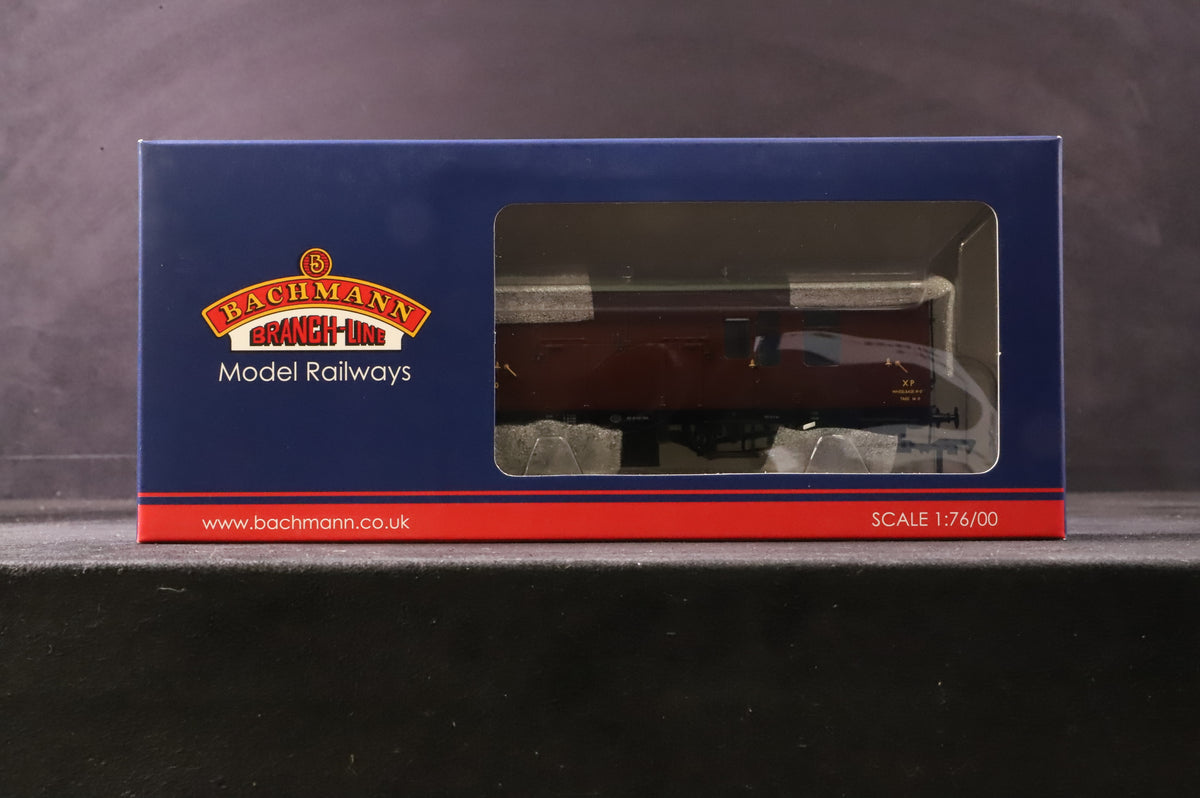 B
BACHMANN
BRANCH-LINE
Model Railways
XP
www.bachmann.co.uk
SCALE 1:76/00